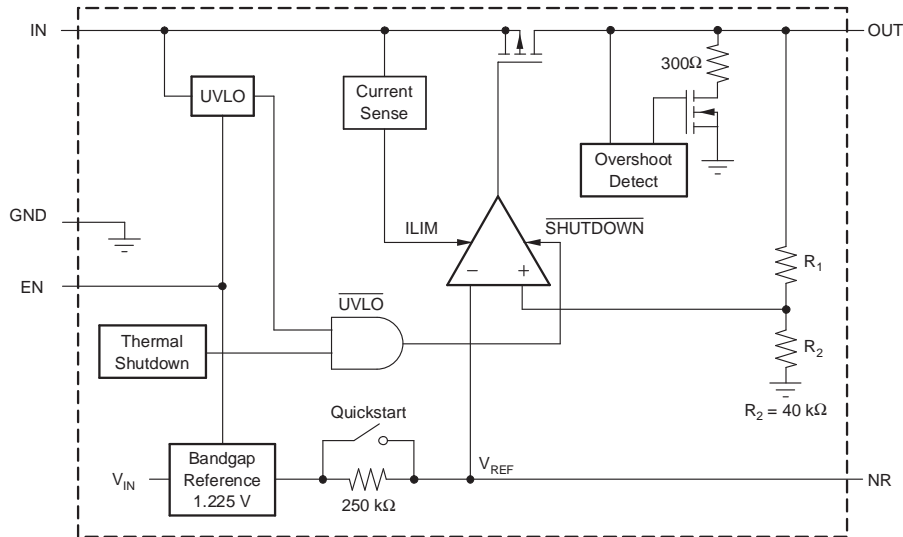 IN
OUT
300Ω
UVLO
Current
Sense
Overshoot
Detect
GND
ILIM
SHUTDOWN
−
+
R1
EN
UVLO
Thermal
Shutdown
R2
R2 = 40 kΩ
Quickstart
VIN
Bandgap
Reference
1.225 V
250 kΩ
VREF
NR